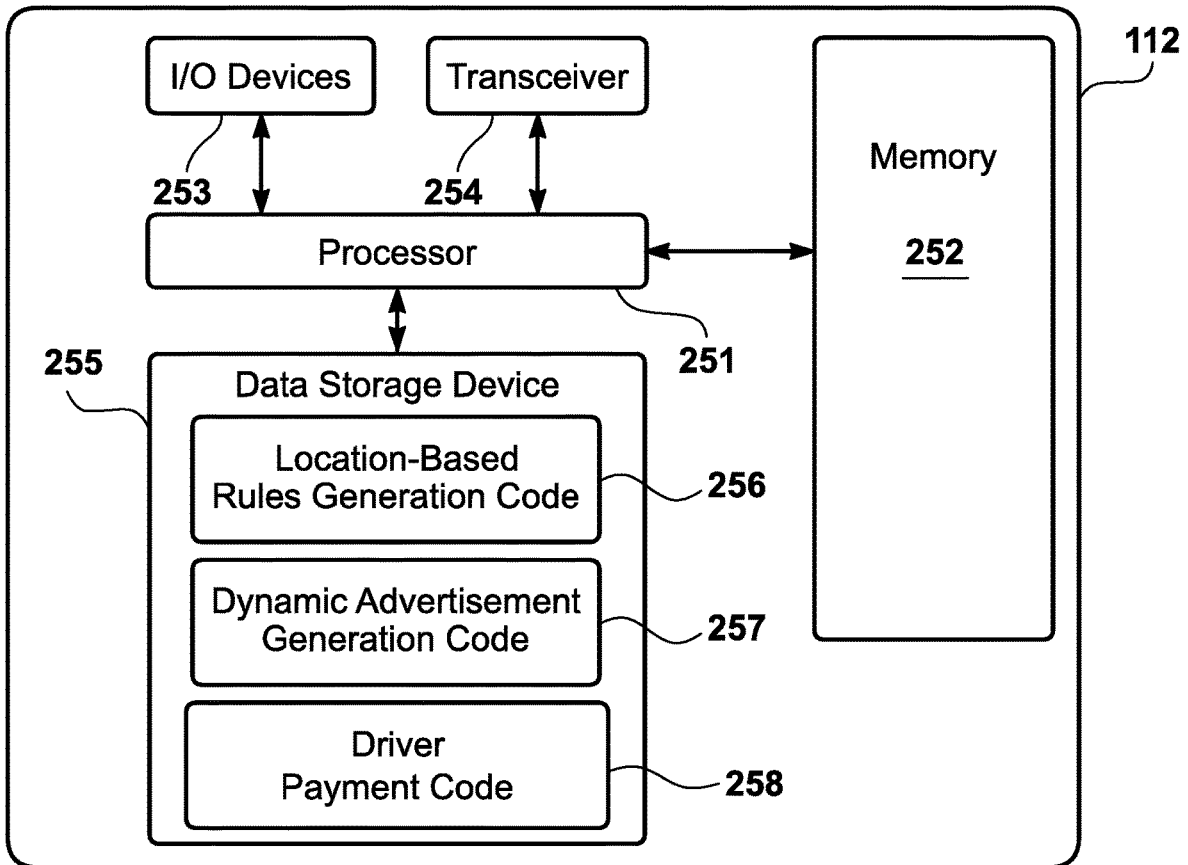 I/O Devices
Transceiver
112
Memory
253
254
252
Processor
251
255
Data Storage Device
Location-Based
Rules Generation Code
256
Dynamic Advertisement
Generation Code
257
Driver
Payment Code
258